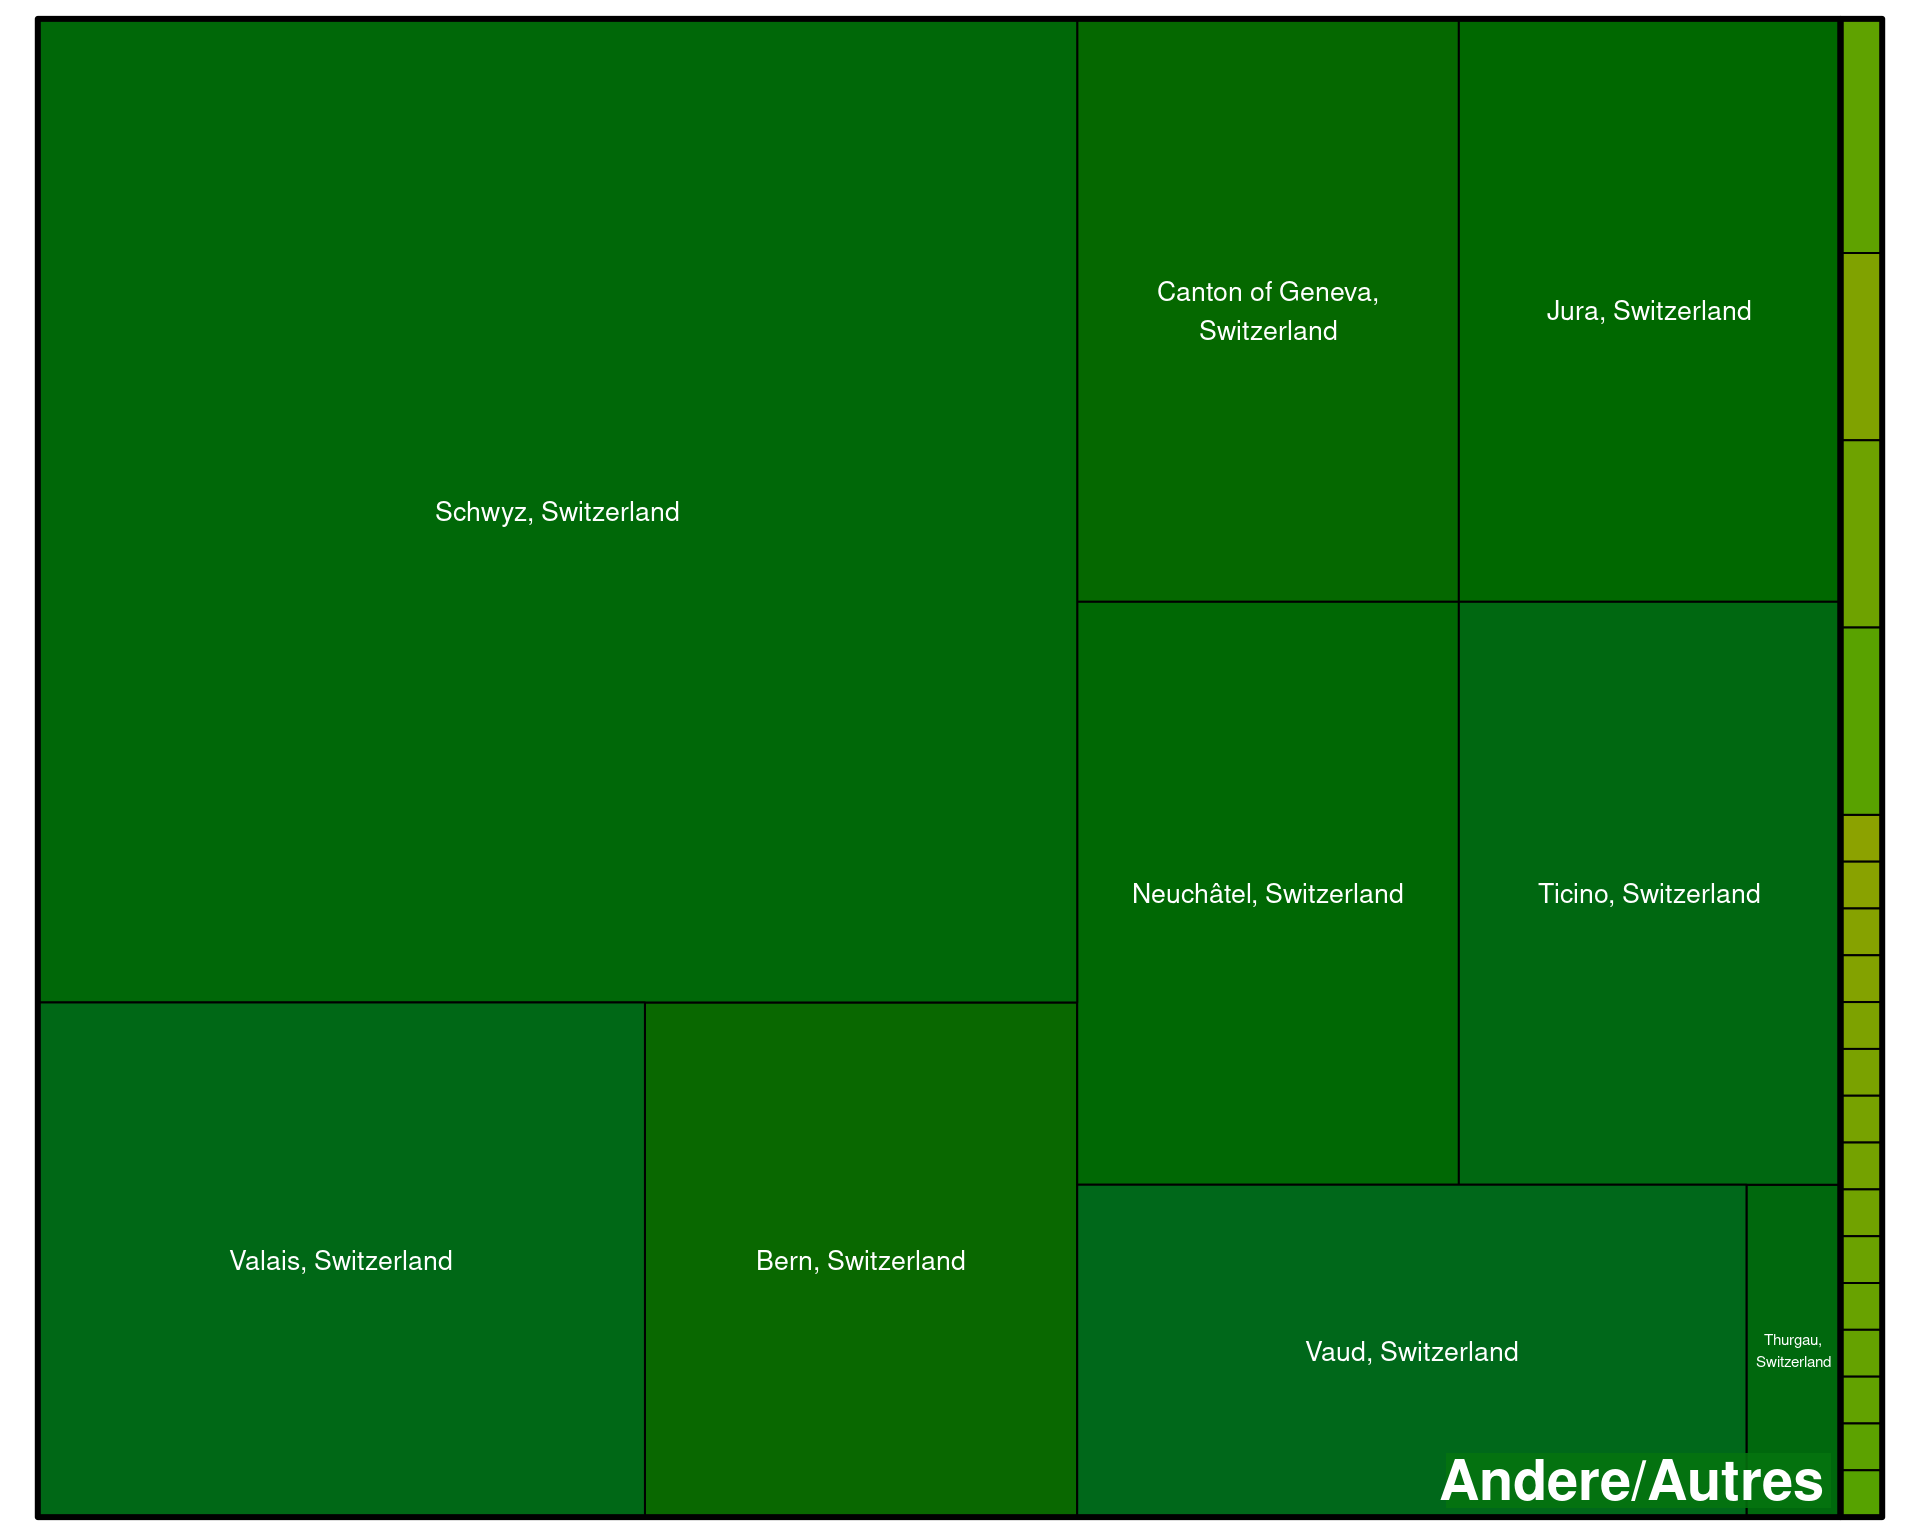 Schwyz, Switzerland
Canton of Geneva,
Switzerland
Jura, Switzerland
Neuchâtel, Switzerland
Ticino, Switzerland
Valais, Switzerland
Bern, Switzerland
Vaud, Switzerland
Thurgau,
Switzerland
Andere/Autres